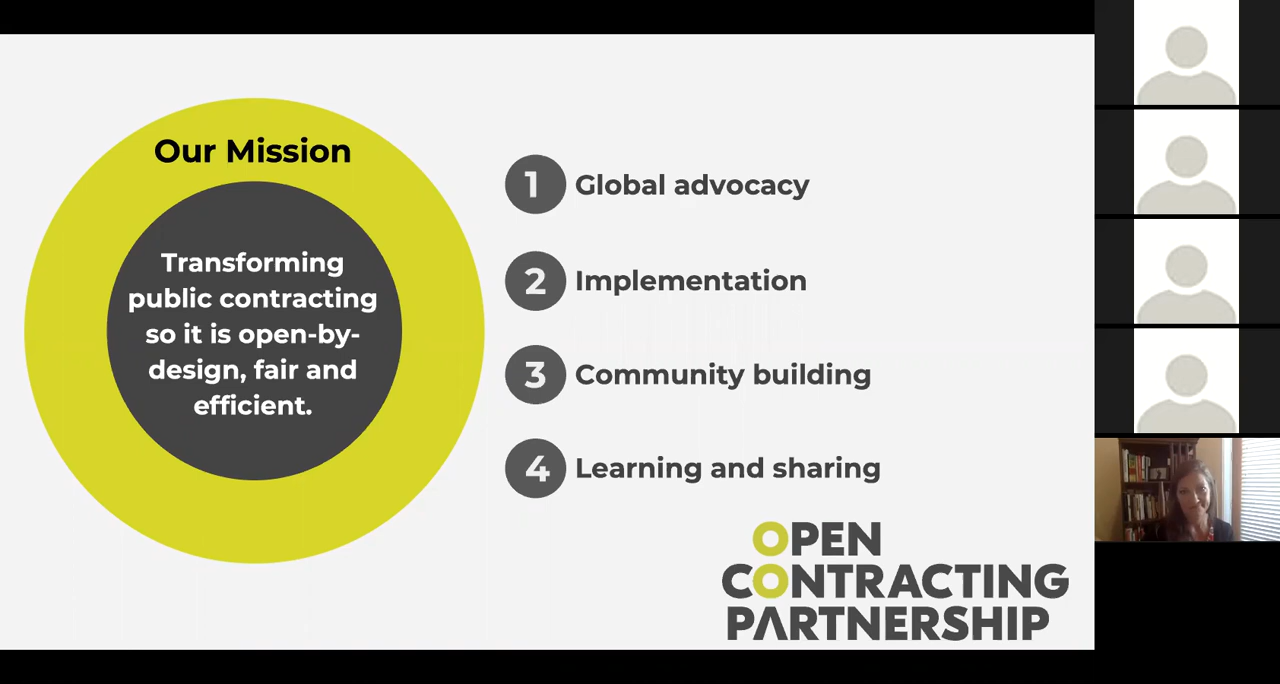 Our Mission
Transforming
public contracting
so it is open-by-
design, fair and
efficient.
1 Global advocacy
2 Implementation
3 Community building
4 Learning and sharing
OPEN
CONTRACTING
PARTNERSHIP